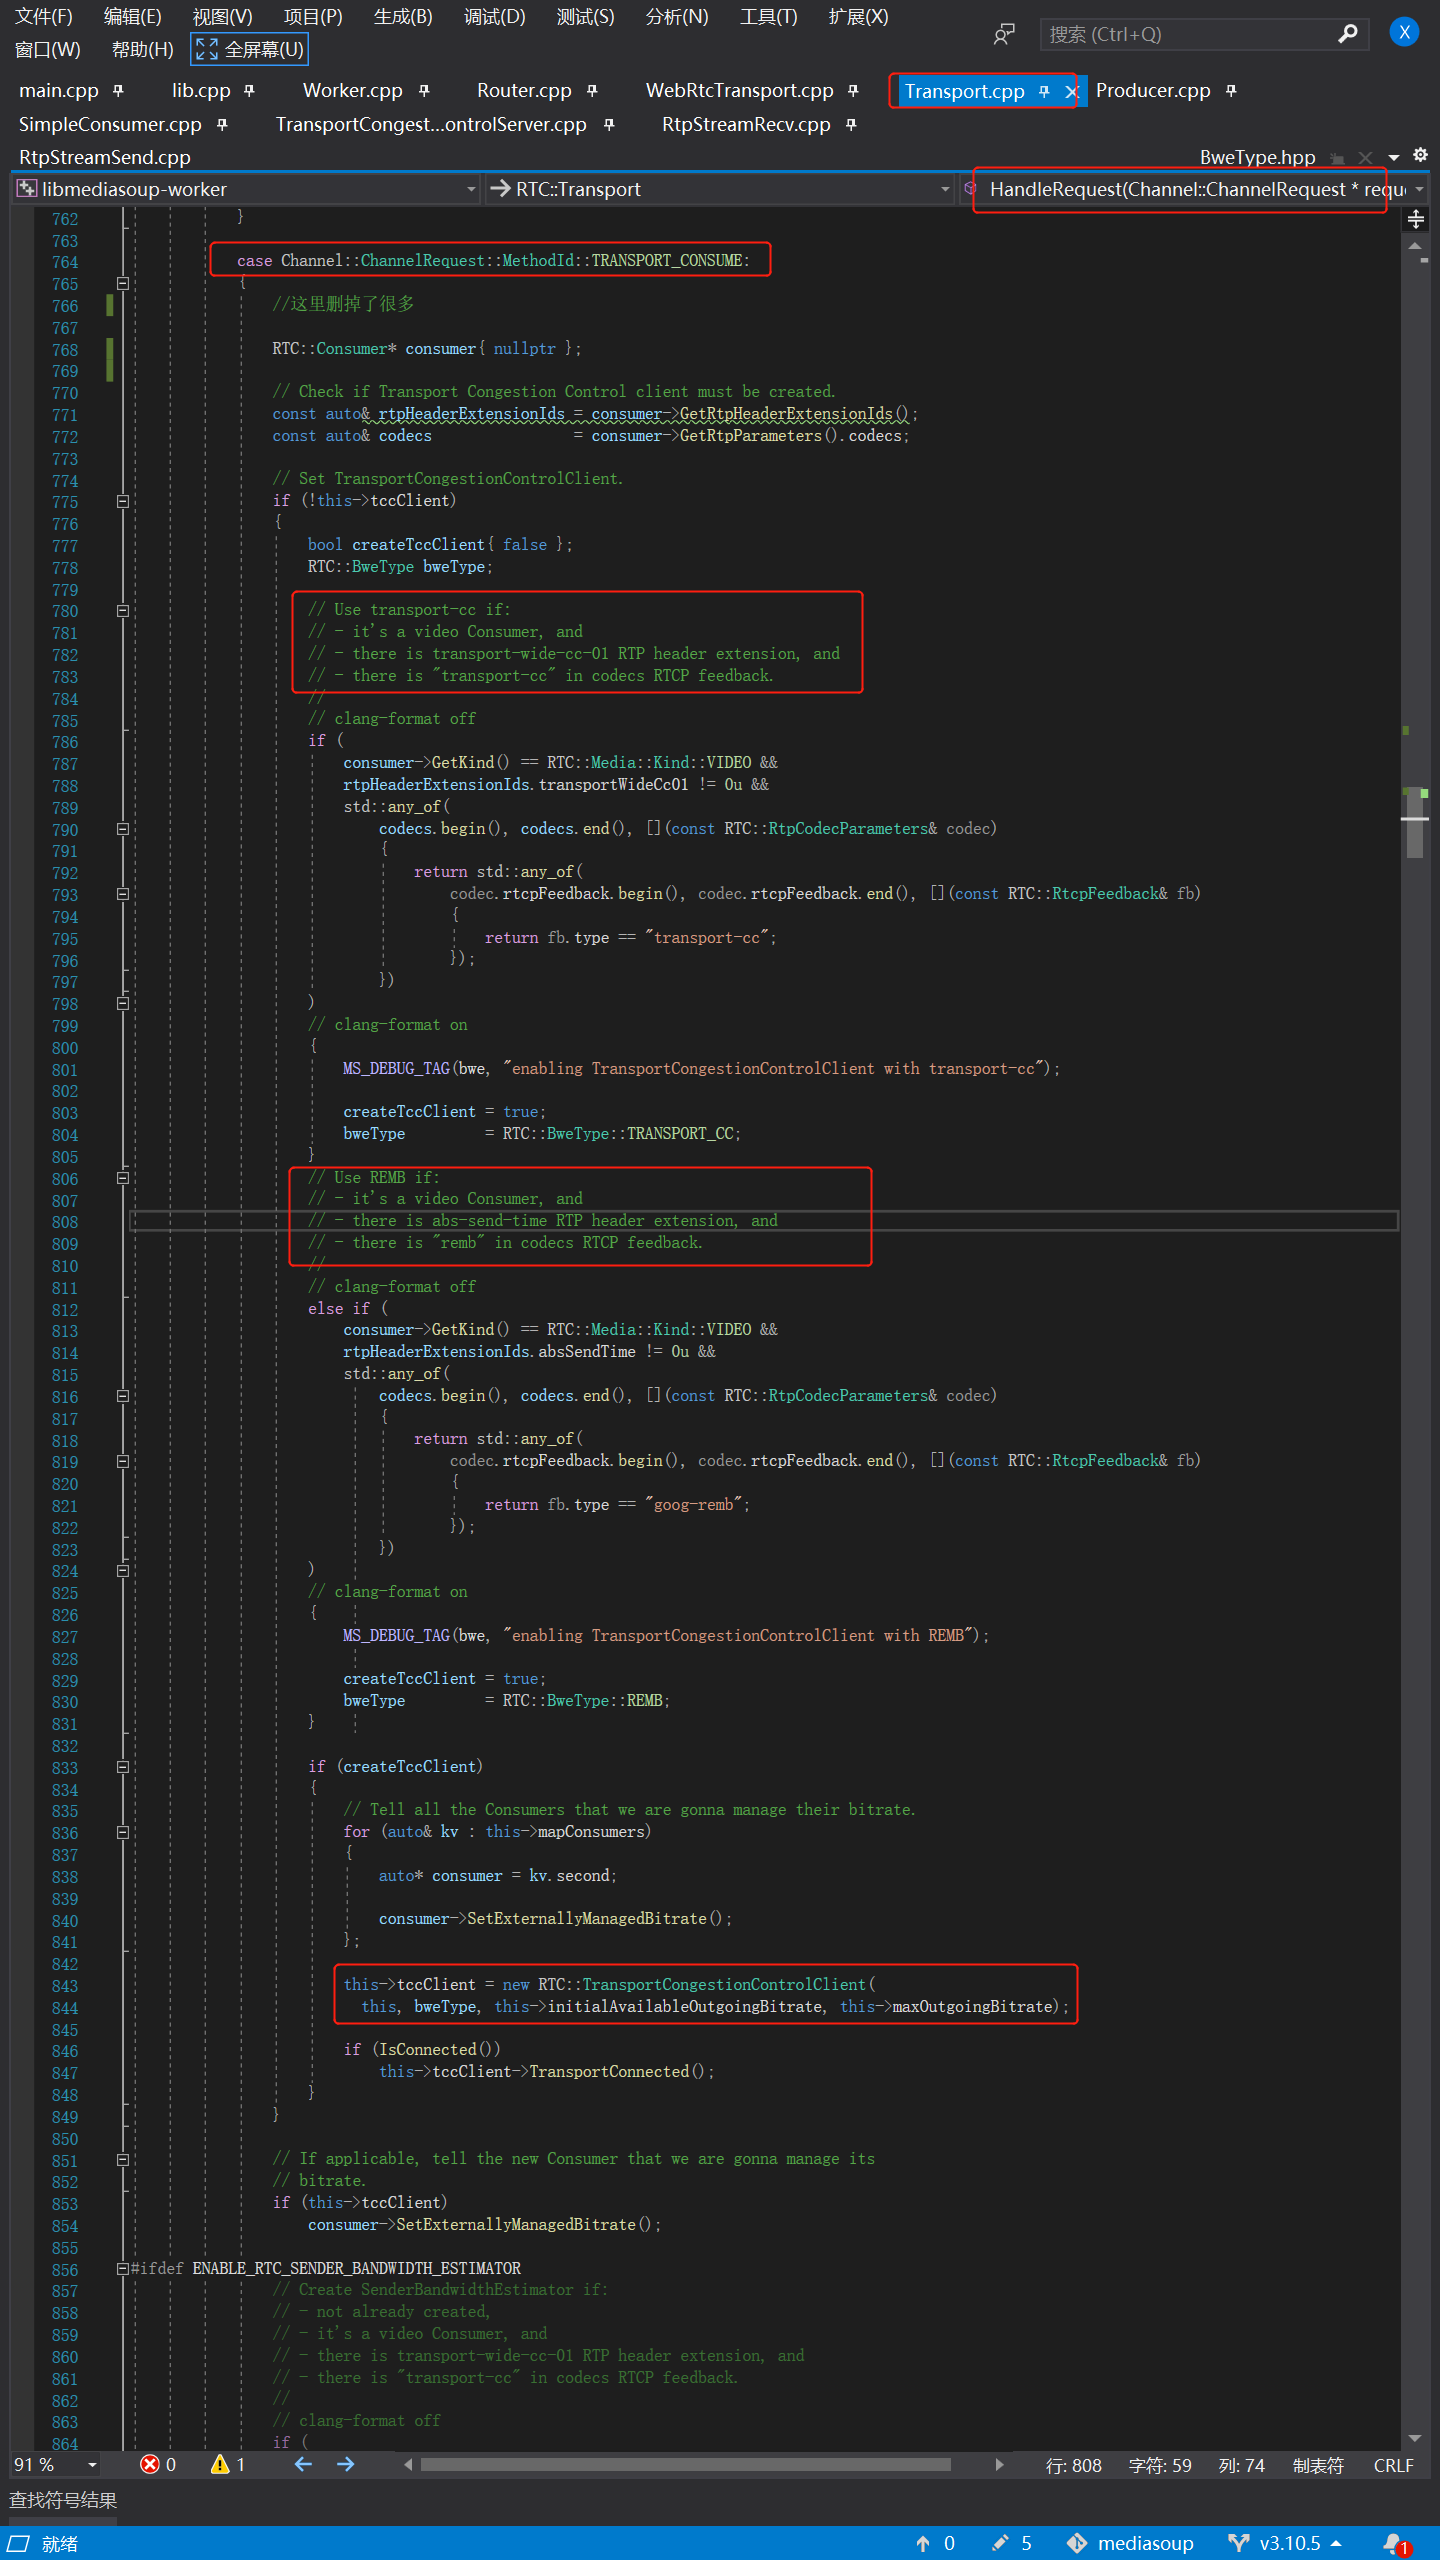 文件(F) 编辑(E) 视图(V) 项目(P) 生成(B) 调试(D) 测试(S) 分析(N) 工具(T) 扩展(X)
窗口(W) 帮助(H) 全屏幕(U) 搜索 (Ctrl+Q) X
main.cpp lib.cpp Worker.cpp Router.cpp WebRtcTransport.cpp Transport.cpp Producer.cpp
SimpleConsumer.cpp TransportCongest...ontrolServer.cpp RtpStreamRecv.cpp
RtpStreamSend.cpp BweType.hpp
libmediasoup-worker RTC::Transport HandleRequest(Channel::ChannelRequest * requ
762 }
763
764 case Channel::ChannelRequest::MethodId::TRANSPORT_CONSUME:
765 {
766 //这里删掉了很多
767
768 RTC::Consumer* consumer{ nullptr };
769
770 // Check if Transport Congestion Control client must be created.
771 const auto& rtpHeaderExtensionIds = consumer->GetRtpHeaderExtensionIds();
772 const auto& codecs = consumer->GetRtpParameters().codecs;
773
774 // Set TransportCongestionControlClient.
775 if (!this->tccClient)
776 {
777 bool createTccClient{ false };
778 RTC::BweType bweType;
779
780 // Use transport-cc if:
781 // - it's a video Consumer, and
782 // - there is transport-wide-cc-01 RTP header extension, and
783 // - there is "transport-cc" in codecs RTCP feedback.
784 //
785 // clang-format off
786 if (
787 consumer->GetKind() == RTC::Media::Kind::VIDEO &&
788 rtpHeaderExtensionIds.transportWideCc01 != 0u &&
789 std::any_of(
790 codecs.begin(), codecs.end(), [](const RTC::RtpCodecParameters& codec)
791 {
792 return std::any_of(
793 codec.rtcpFeedback.begin(), codec.rtcpFeedback.end(), [](const RTC::RtcpFeedback& fb)
794 {
795 return fb.type == "transport-cc";
796 });
797 })
798 )
799 // clang-format on
800 {
801 MS_DEBUG_TAG(bwe, "enabling TransportCongestionControlClient with transport-cc");
802
803 createTccClient = true;
804 bweType = RTC::BweType::TRANSPORT_CC;
805 }
806 // Use REMB if:
807 // - it's a video Consumer, and
808 // - there is abs-send-time RTP header extension, and
809 // - there is "remb" in codecs RTCP feedback.
810 //
811 // clang-format off
812 else if (
813 consumer->GetKind() == RTC::Media::Kind::VIDEO &&
814 rtpHeaderExtensionIds.absSendTime != 0u &&
815 std::any_of(
816 codecs.begin(), codecs.end(), [](const RTC::RtpCodecParameters& codec)
817 {
818 return std::any_of(
819 codec.rtcpFeedback.begin(), codec.rtcpFeedback.end(), [](const RTC::RtcpFeedback& fb)
820 {
821 return fb.type == "goog-remb";
822 });
823 })
824 )
825 // clang-format on
826 {
827 MS_DEBUG_TAG(bwe, "enabling TransportCongestionControlClient with REMB");
828
829 createTccClient = true;
830 bweType = RTC::BweType::REMB;
831 }
832
833 if (createTccClient)
834 {
835 // Tell all the Consumers that we are gonna manage their bitrate.
836 for (auto& kv : this->mapConsumers)
837 {
838 auto* consumer = kv.second;
839
840 consumer->SetExternallyManagedBitrate();
841 };
842
843 this->tccClient = new RTC::TransportCongestionControlClient(
844 this, bweType, this->initialAvailableOutgoingBitrate, this->maxOutgoingBitrate);
845
846 if (IsConnected())
847 this->tccClient->TransportConnected();
848 }
849 }
850
851 // If applicable, tell the new Consumer that we are gonna manage its
852 // bitrate.
853 if (this->tccClient)
854 consumer->SetExternallyManagedBitrate();
855
856 #ifdef ENABLE_RTC_SENDER_BANDWIDTH_ESTIMATOR
857 // Create SenderBandwidthEstimator if:
858 // - not already created,
859 // - it's a video Consumer, and
860 // - there is transport-wide-cc-01 RTP header extension, and
861 // - there is "transport-cc" in codecs RTCP feedback.
862 //
863 // clang-format off
864 if (
91 % 0 1 行: 808 字符: 59 列: 74 制表符 CRLF
查找符号结果
就绪 0 5 mediasoup v3.10.5 1